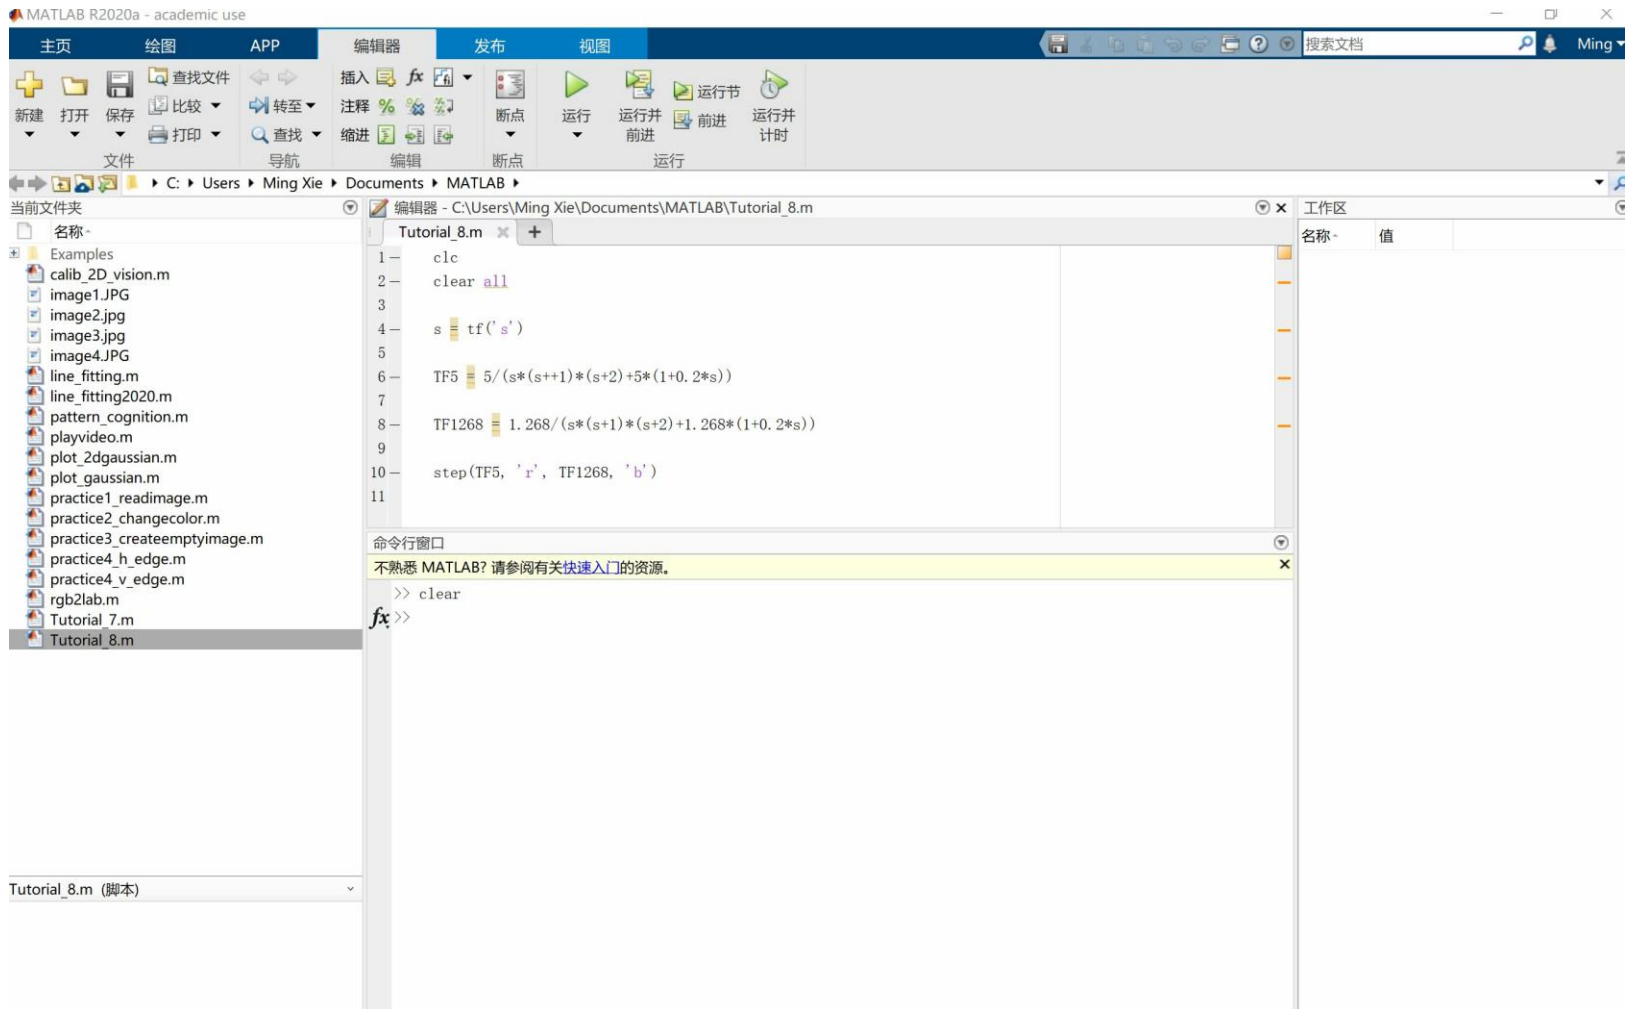 MATLAB R2020a - academic use
主页 绘图 APP 编辑器 发布 视图 搜索文档 Ming
新建 打开 保存 查找文件 比较 打印 转至 查找 插入 注释 缩进 断点 运行 运行并前进 运行节 前进 运行并计时
文件 导航 编辑 断点 运行
C: Users Ming Xie Documents MATLAB
当前文件夹
名称
Examples
calib_2D_vision.m
image1.JPG
image2.jpg
image3.jpg
image4.JPG
line_fitting.m
line_fitting2020.m
pattern_cognition.m
playvideo.m
plot_2dgaussian.m
plot_gaussian.m
practice1_readimage.m
practice2_changecolor.m
practice3_createemptyimage.m
practice4_h_edge.m
practice4_v_edge.m
rgb2lab.m
Tutorial_7.m
Tutorial_8.m
Tutorial_8.m (脚本)
编辑器 - C:\Users\Ming Xie\Documents\MATLAB\Tutorial_8.m
Tutorial_8.m
1 clc
2 clear all
3
4 s = tf('s')
5
6 TF5 = 5/(s*(s++1)*(s+2)+5*(1+0.2*s))
7
8 TF1268 = 1.268/(s*(s+1)*(s+2)+1.268*(1+0.2*s))
9
10 step(TF5, 'r', TF1268, 'b')
11
命令行窗口
不熟悉 MATLAB? 请参阅有关快速入门的资源。
>> clear
fx >>
工作区
名称 值